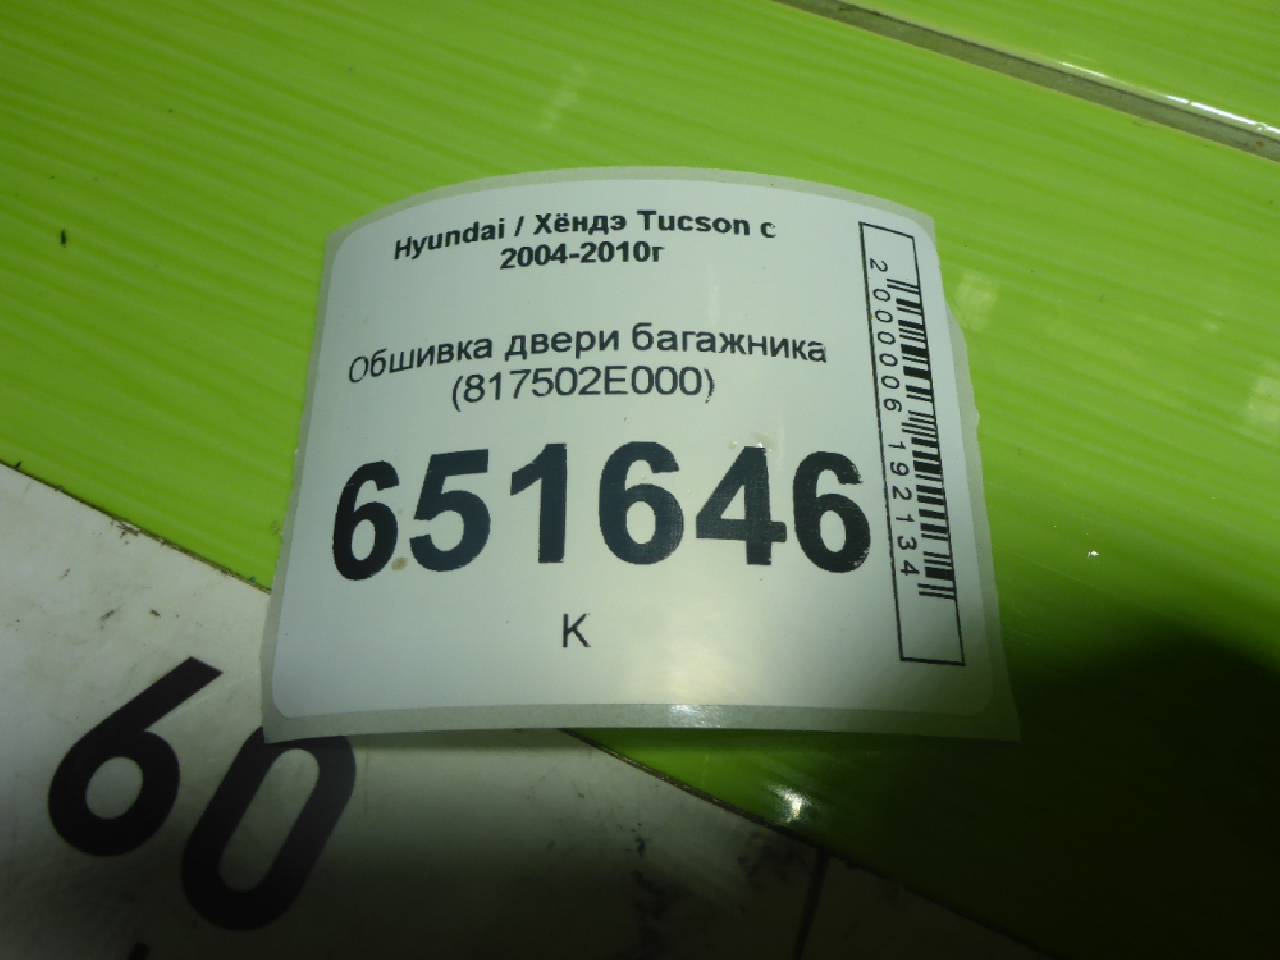 Hyundai / Хёндэ Tucson с
2004-2010г
Обшивка двери багажника
(817502E000)
651646
К
2000006192134
60